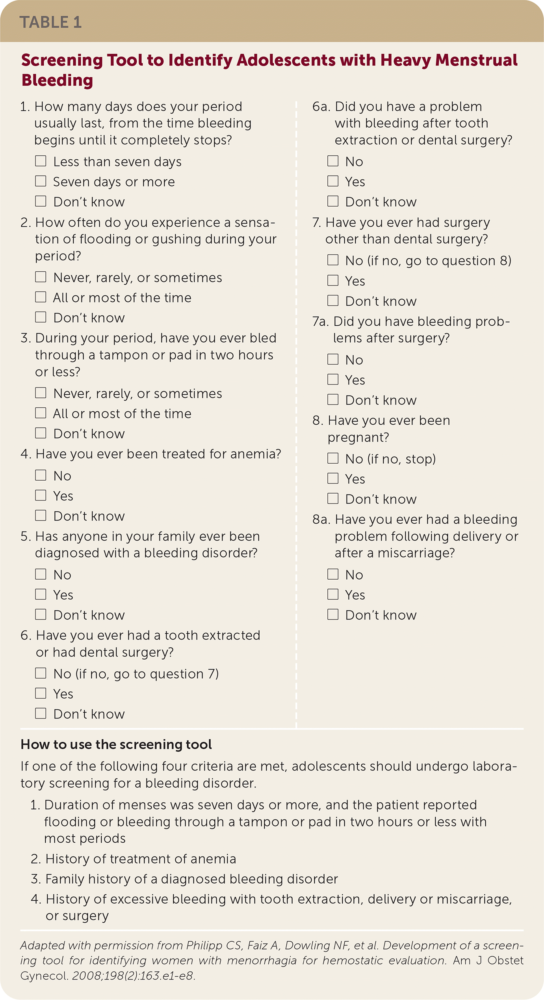 TABLE 1
Screening Tool to Identify Adolescents with Heavy Menstrual
Bleeding
1. How many days does your period
usually last, from the time bleeding
begins until it completely stops?
☐ Less than seven days
☐ Seven days or more
☐ Don’t know
2. How often do you experience a sensa-
tion of flooding or gushing during your
period?
☐ Never, rarely, or sometimes
☐ All or most of the time
☐ Don’t know
3. During your period, have you ever bled
through a tampon or pad in two hours
or less?
☐ Never, rarely, or sometimes
☐ All or most of the time
☐ Don’t know
4. Have you ever been treated for anemia?
☐ No
☐ Yes
☐ Don’t know
5. Has anyone in your family ever been
diagnosed with a bleeding disorder?
☐ No
☐ Yes
☐ Don’t know
6. Have you ever had a tooth extracted
or had dental surgery?
☐ No (if no, go to question 7)
☐ Yes
☐ Don’t know
6a. Did you have a problem
with bleeding after tooth
extraction or dental surgery?
☐ No
☐ Yes
☐ Don’t know
7. Have you ever had surgery
other than dental surgery?
☐ No (if no, go to question 8)
☐ Yes
☐ Don’t know
7a. Did you have bleeding prob-
lems after surgery?
☐ No
☐ Yes
☐ Don’t know
8. Have you ever been
pregnant?
☐ No (if no, stop)
☐ Yes
☐ Don’t know
8a. Have you ever had a bleeding
problem following delivery or
after a miscarriage?
☐ No
☐ Yes
☐ Don’t know
How to use the screening tool
If one of the following four criteria are met, adolescents should undergo labora-
tory screening for a bleeding disorder.
1. Duration of menses was seven days or more, and the patient reported
flooding or bleeding through a tampon or pad in two hours or less with
most periods
2. History of treatment of anemia
3. Family history of a diagnosed bleeding disorder
4. History of excessive bleeding with tooth extraction, delivery or miscarriage,
or surgery
Adapted with permission from Philipp CS, Faiz A, Dowling NF, et al. Development of a screen-
ing tool for identifying women with menorrhagia for hemostatic evaluation. Am J Obstet
Gynecol. 2008;198(2):163.e1-e8.